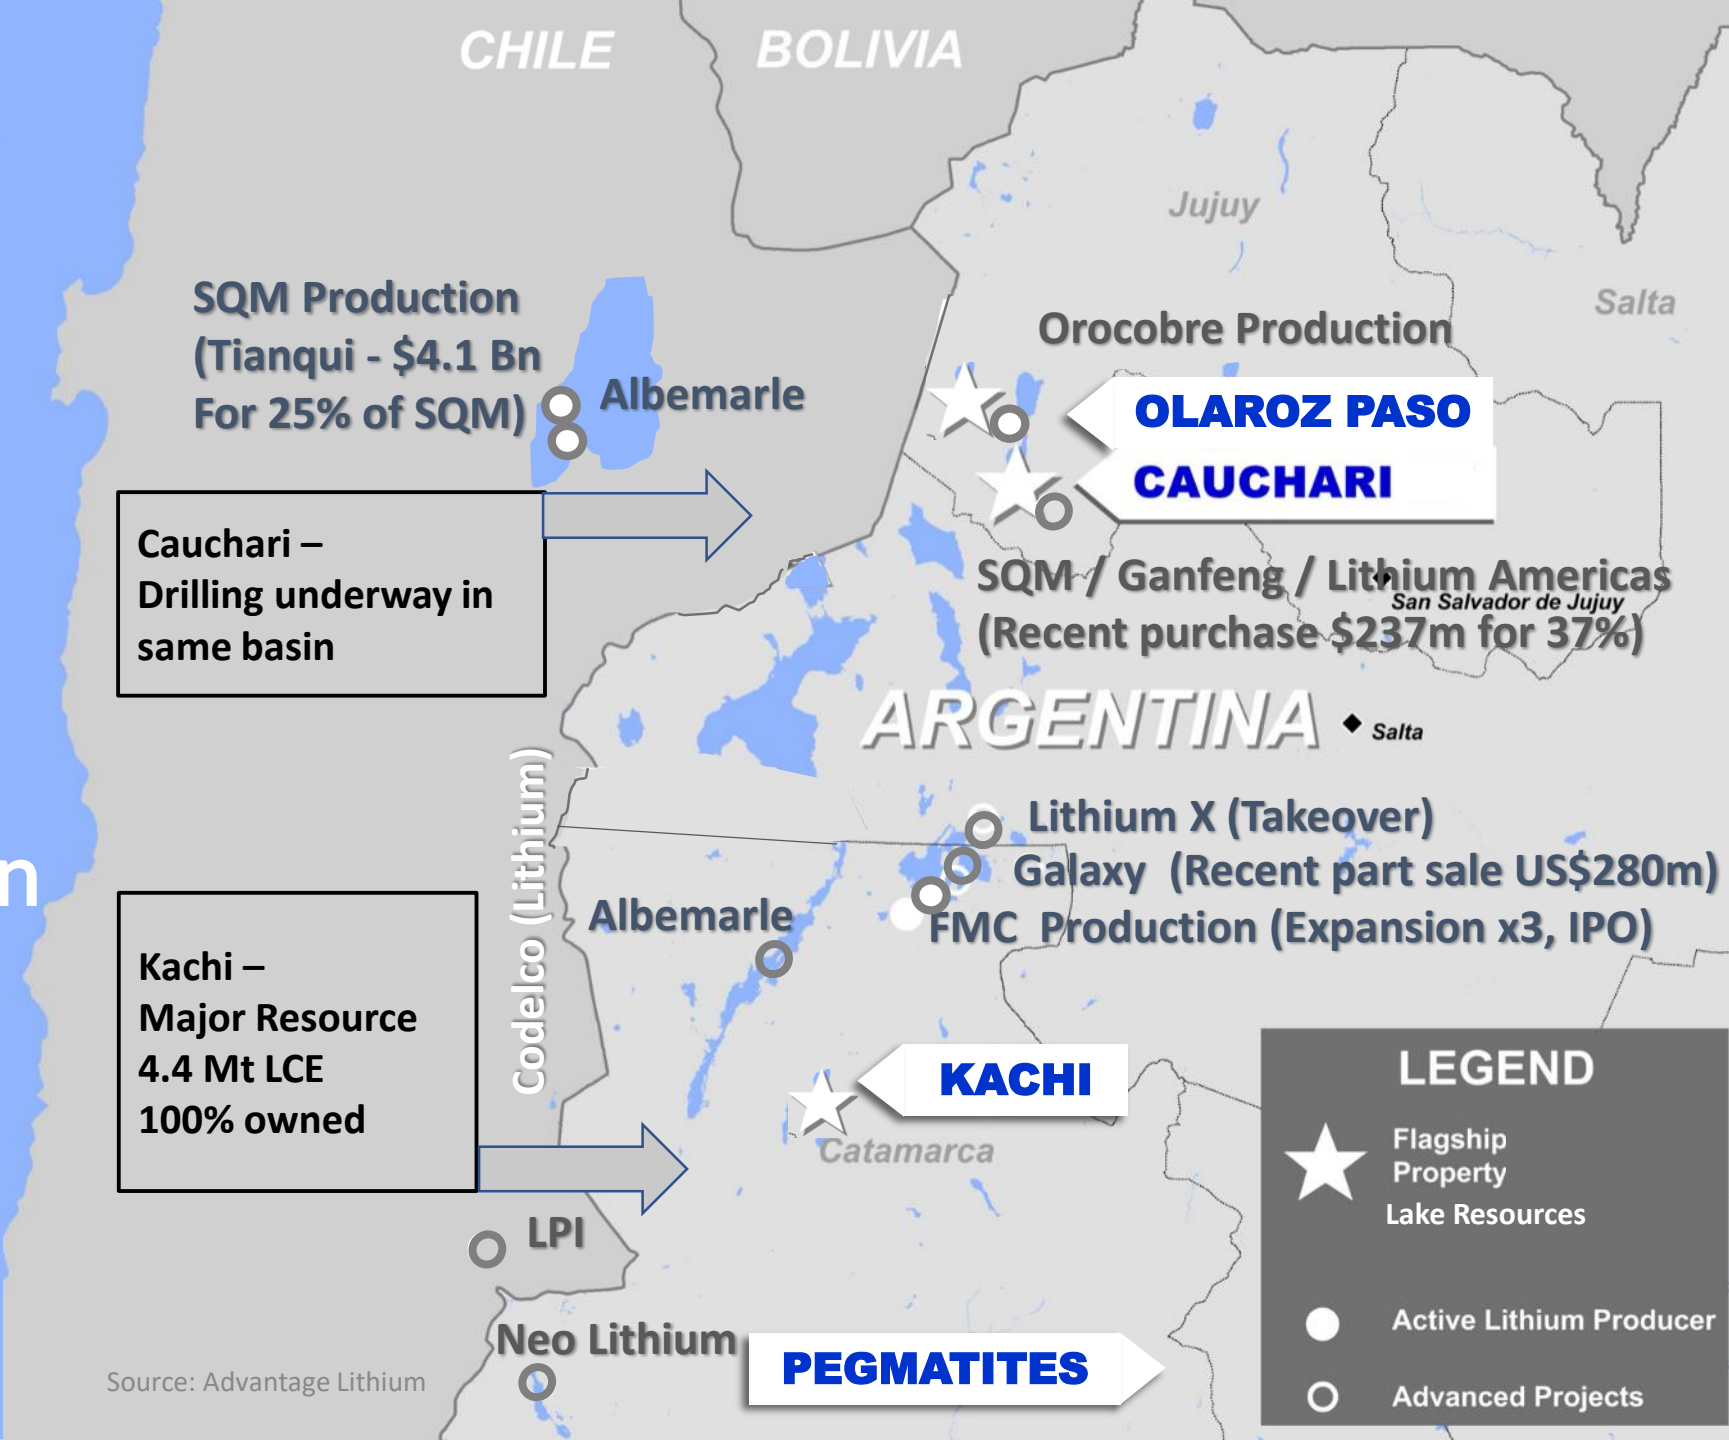 CHILE
BOLIVIA
Jujuy
Salta
SQM Production
(Tianqui - $4.1 Bn
For 25% of SQM)
Albemarle
Orocobre Production
OLAROZ PASO
CAUCHARI
Cauchari –
Drilling underway in
same basin
SQM / Ganfeng / Lithium Americas
San Salvador de Jujuy
(Recent purchase $237m for 37%)
ARGENTINA
Salta
Codelco (Lithium)
Lithium X (Takeover)
Galaxy (Recent part sale US$280m)
FMC Production (Expansion x3, IPO)
n
Albemarle
Kachi –
Major Resource
4.4 Mt LCE
100% owned
KACHI
Catamarca
LPI
Neo Lithium
PEGMATITES
Source: Advantage Lithium
LEGEND
Flagship
Property
Lake Resources
Active Lithium Producer
Advanced Projects